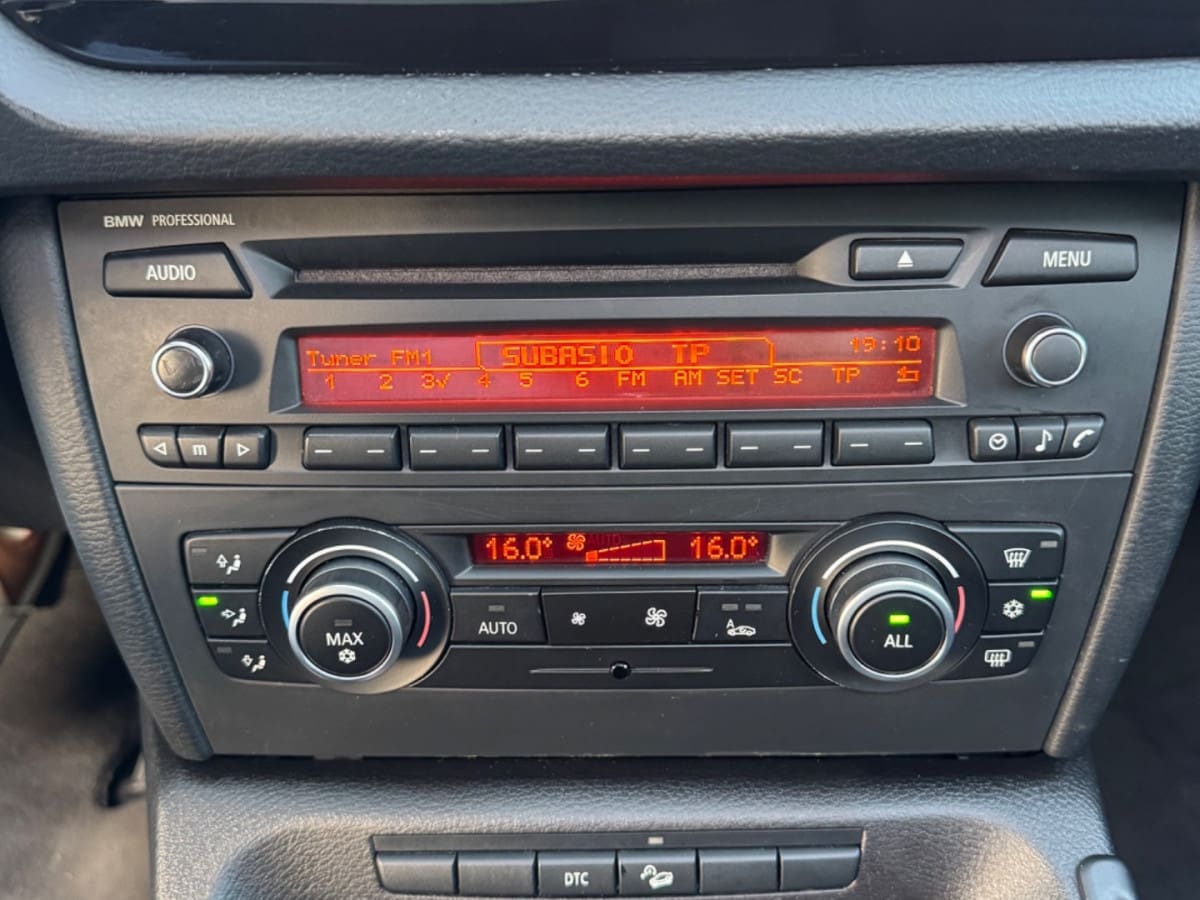 BMW PROFESSIONAL
AUDIO
MENU
Tuner FM1 SUBASIO TP 19:10
1 2 3✓ 4 5 6 FM AM SET SC TP
m
16.0° AUTO 16.0°
MAX
AUTO
A
ALL
DTC